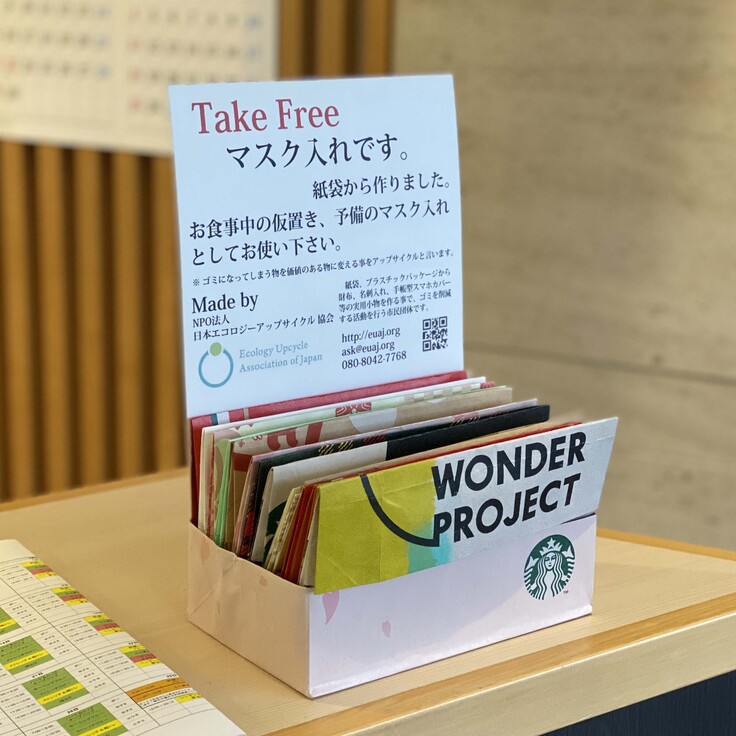 Take Free
マスク入れです。
紙袋から作りました。
お食事中の仮置き、予備のマスク入れ
としてお使い下さい。
※ ゴミになってしまう物を価値のある物に変える事をアップサイクルと言います。
Made by
NPO法人
日本エコロジーアップサイクル 協会
Ecology Upcycle
Association of Japan
紙袋、プラスチックパッケージから
財布、名刺入れ、手帳型スマホカバー
等の実用小物を作る事で、ゴミを削減
する活動を行う市民団体です。
http://euaj.org
ask@euaj.org
080-8042-7768
WONDER
PROJECT
TM